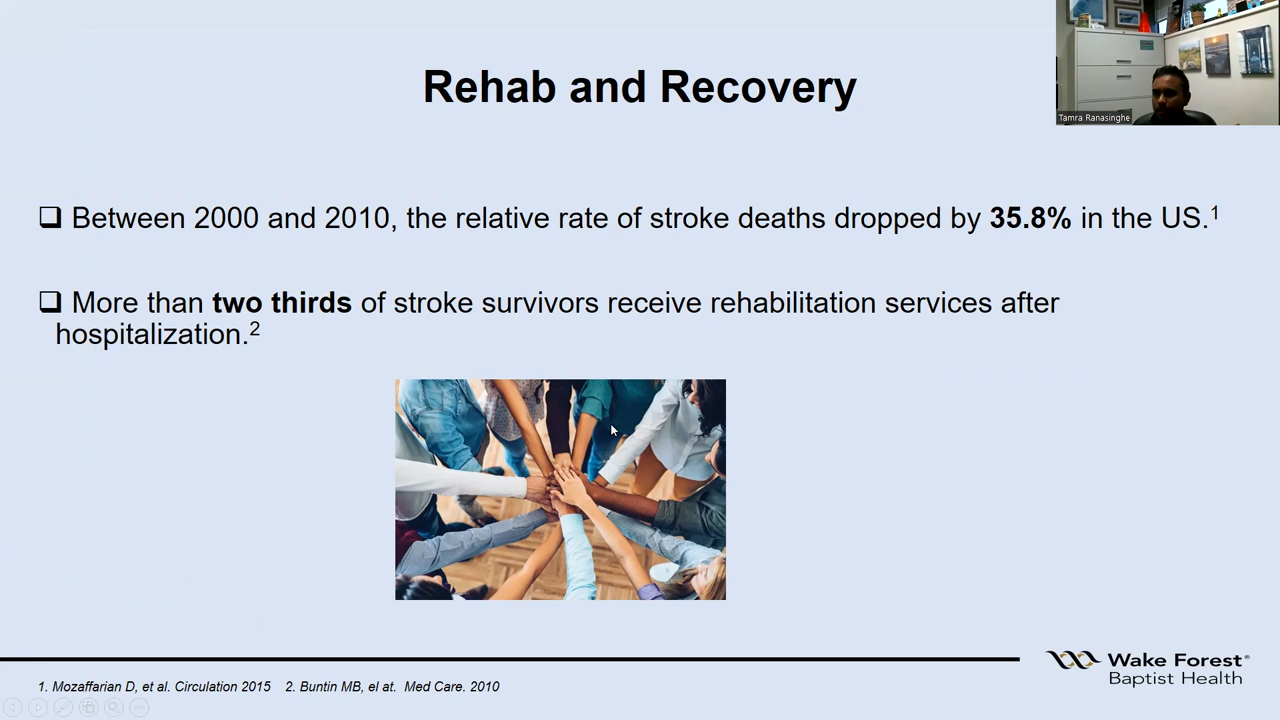 Rehab and Recovery
Tamra Ranasinghe
❑ Between 2000 and 2010, the relative rate of stroke deaths dropped by 35.8% in the US.1
❑ More than two thirds of stroke survivors receive rehabilitation services after
hospitalization.2
Wake Forest®
Baptist Health
1. Mozaffarian D, et al. Circulation 2015 2. Buntin MB, el at. Med Care. 2010